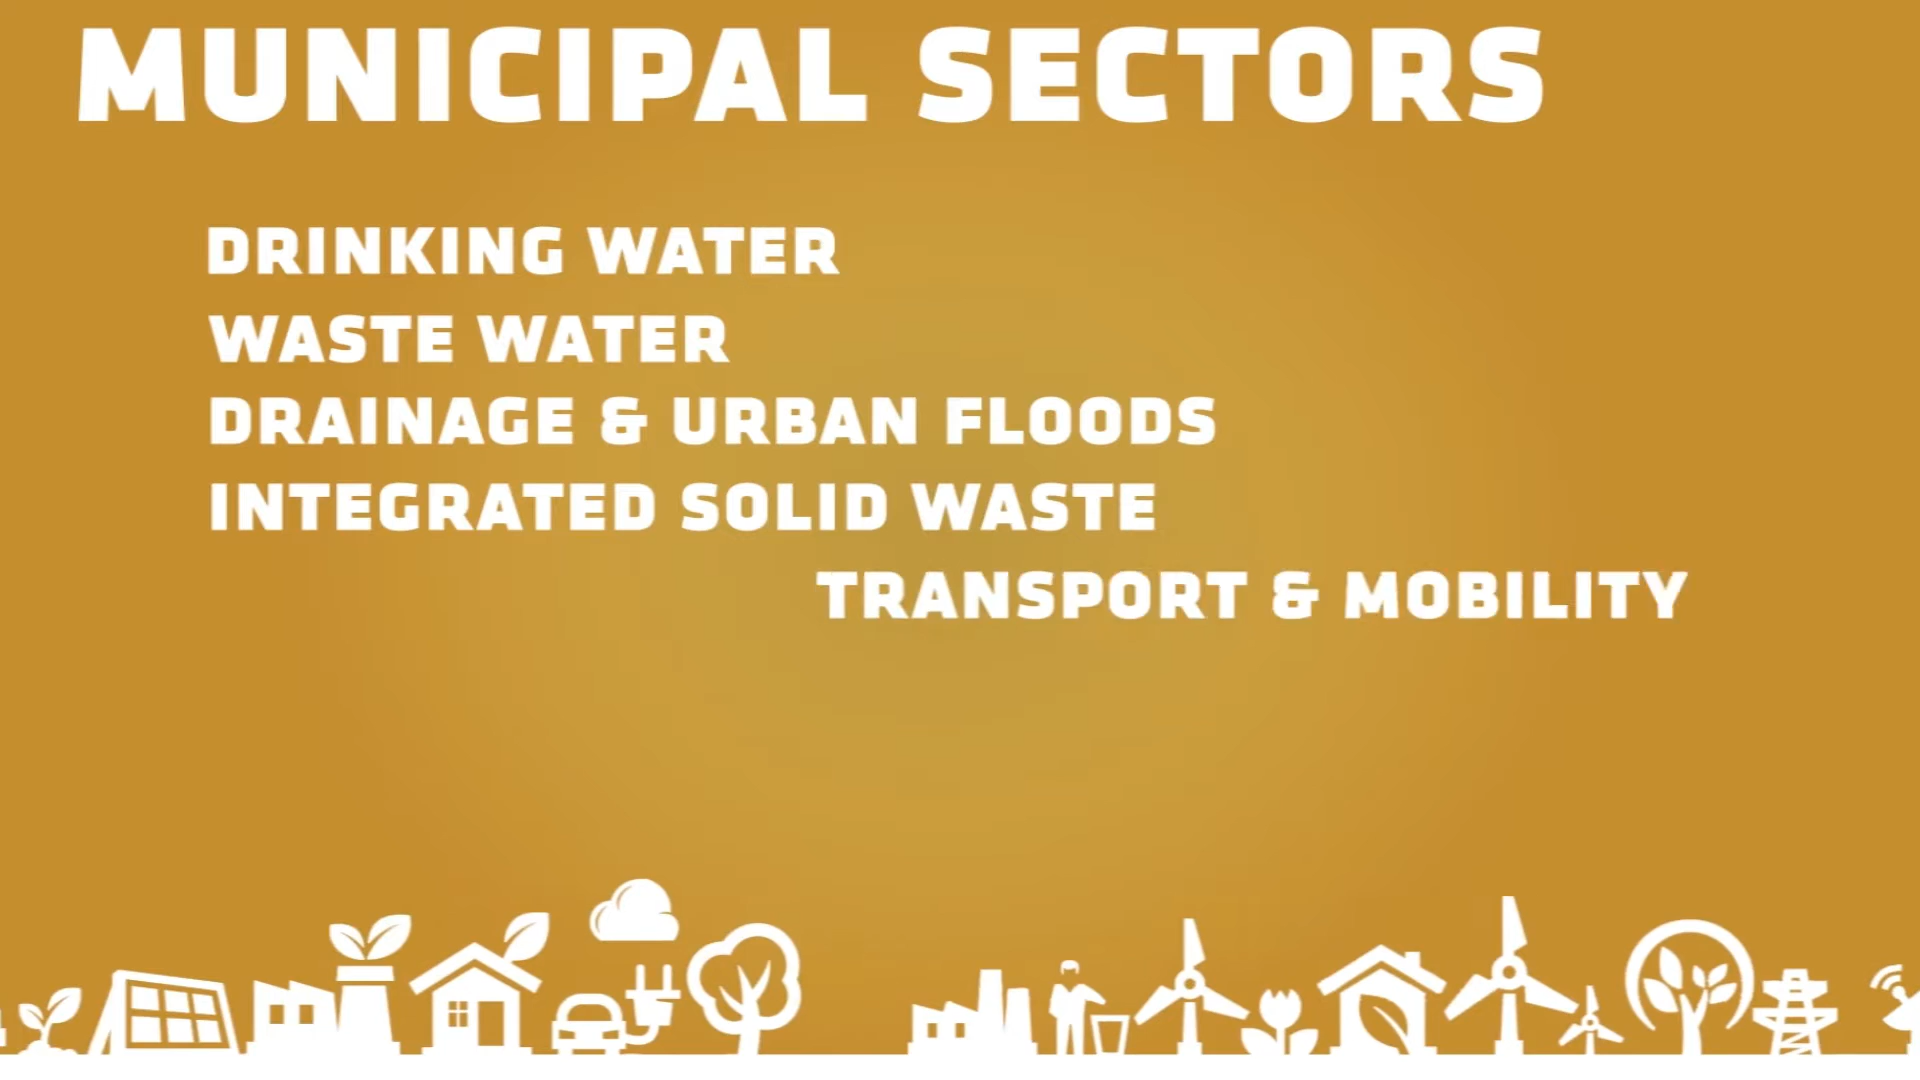 MUNICIPAL SECTORS
DRINKING WATER
WASTE WATER
DRAINAGE & URBAN FLOODS
INTEGRATED SOLID WASTE
TRANSPORT & MOBILITY